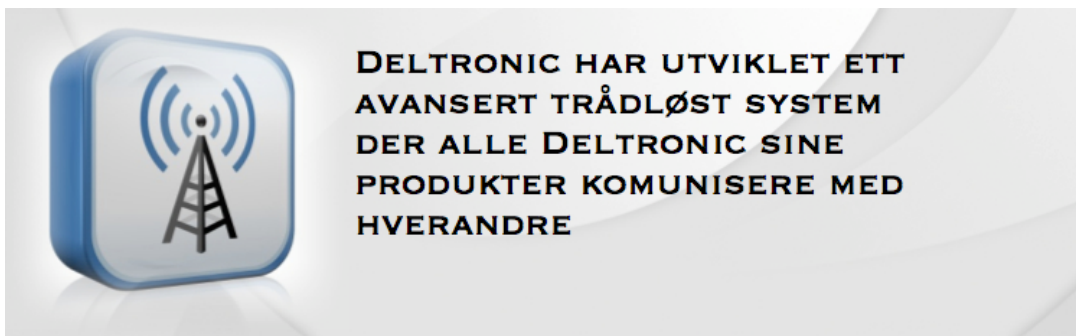 Deltronic har utviklet ett
avansert trådløst system
der alle Deltronic sine
produkter komunisere med
hverandre